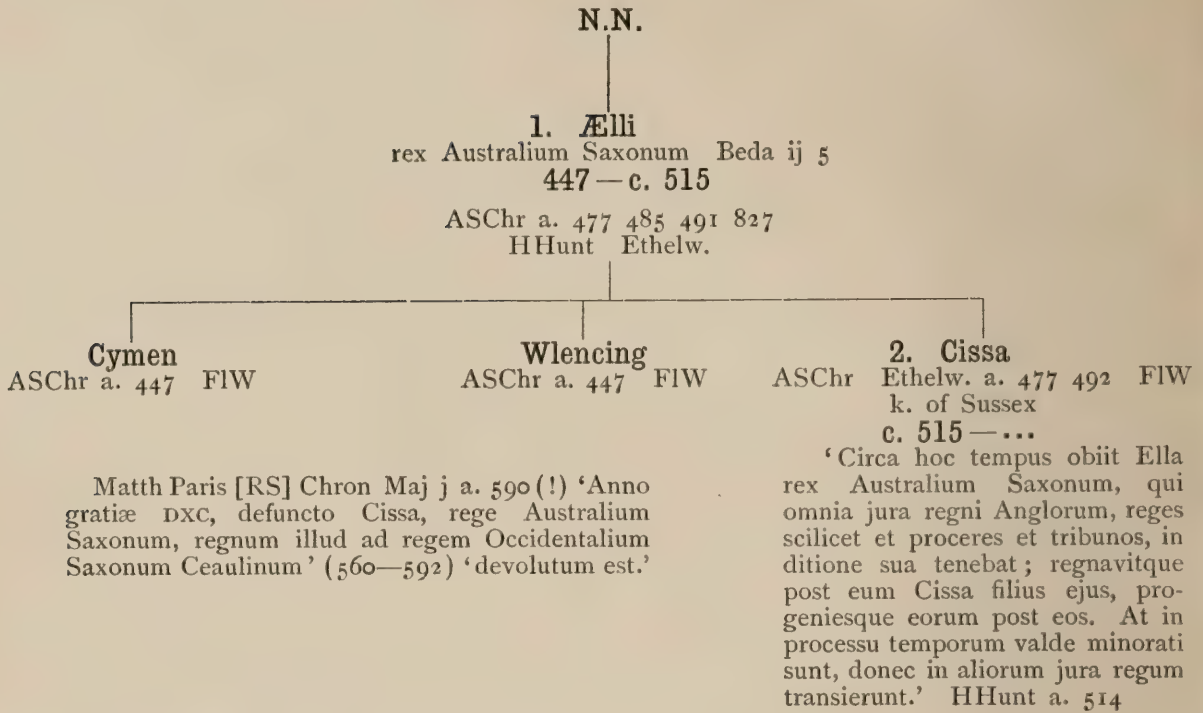 N.N.
1. Ælli
rex Australium Saxonum Beda ij 5
447 — c. 515
ASChr a. 477 485 491 827
HHunt Ethelw.
Cymen
ASChr a. 447 FlW
Wlencing
ASChr a. 447 FlW
2. Cissa
ASChr Ethelw. a. 477 492 FlW
k. of Sussex
c. 515 — ...
‘Circa hoc tempus obiit Ella
rex Australium Saxonum, qui
omnia jura regni Anglorum, reges
scilicet et proceres et tribunos, in
ditione sua tenebat; regnavitque
post eum Cissa filius ejus, pro-
geniesque eorum post eos. At in
processu temporum valde minorati
sunt, donec in aliorum jura regum
transierunt.’ HHunt a. 514
Matth Paris [RS] Chron Maj j a. 590 (!) ‘Anno
gratiæ DXC, defuncto Cissa, rege Australium
Saxonum, regnum illud ad regem Occidentalium
Saxonum Ceaulinum’ (560—592) ‘devolutum est.’